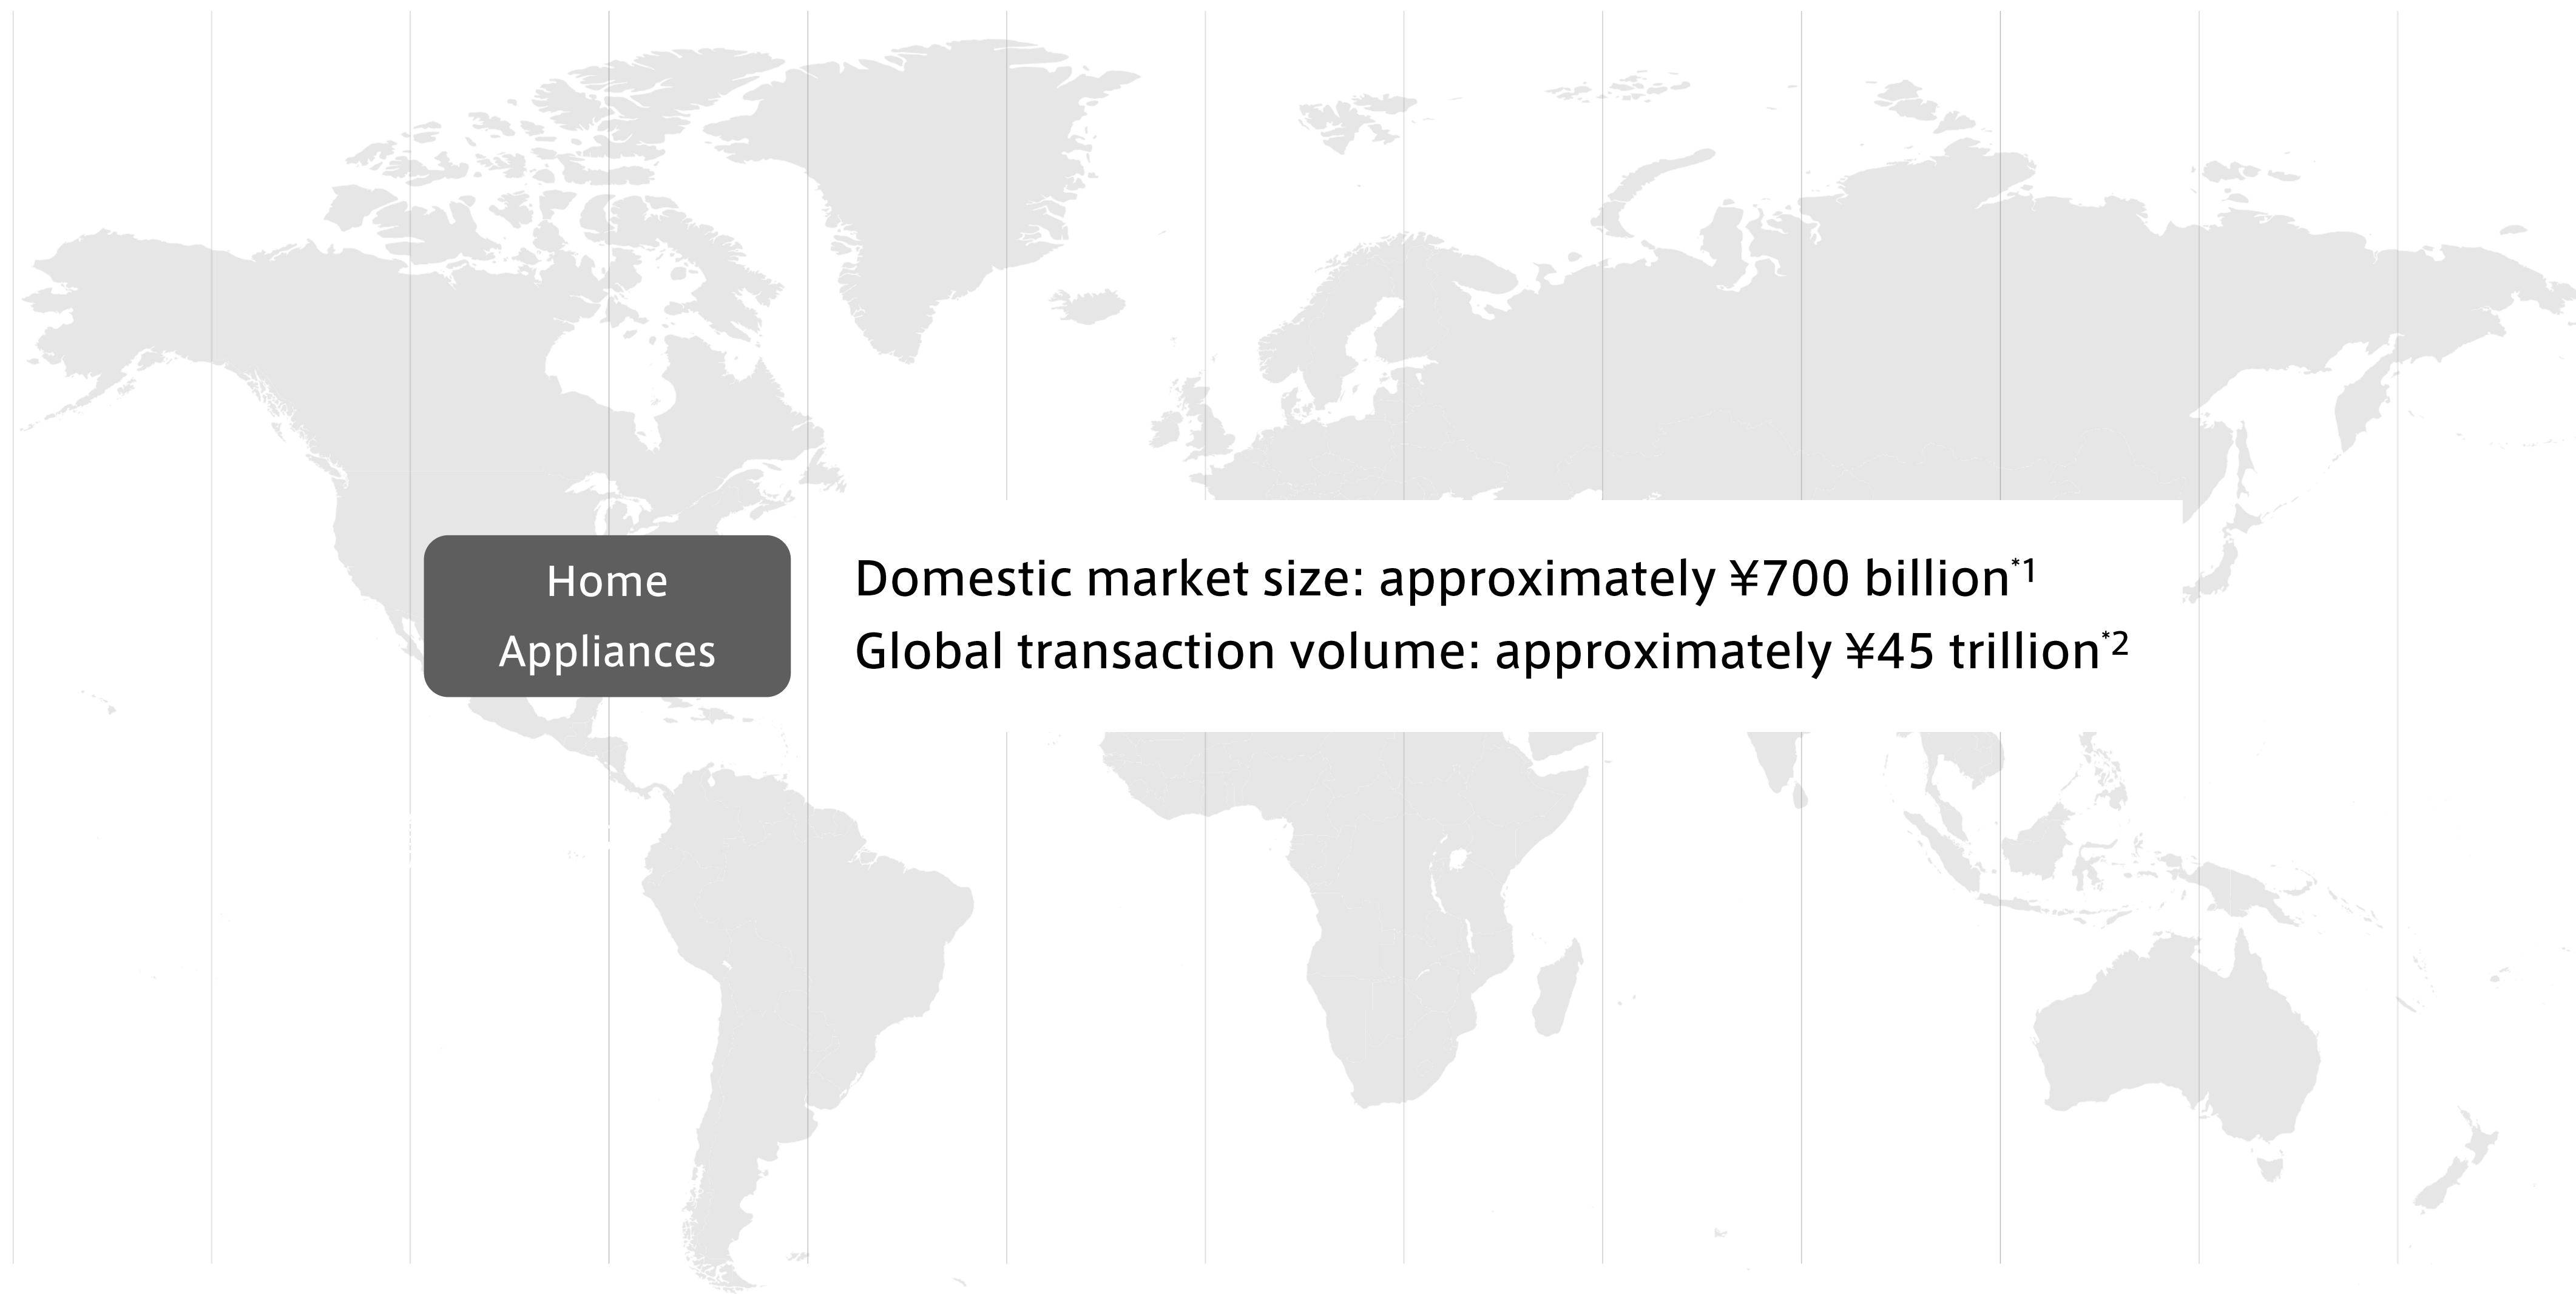 Home
Appliances
Domestic market size: approximately ¥700 billion*1
Global transaction volume: approximately ¥45 trillion*2